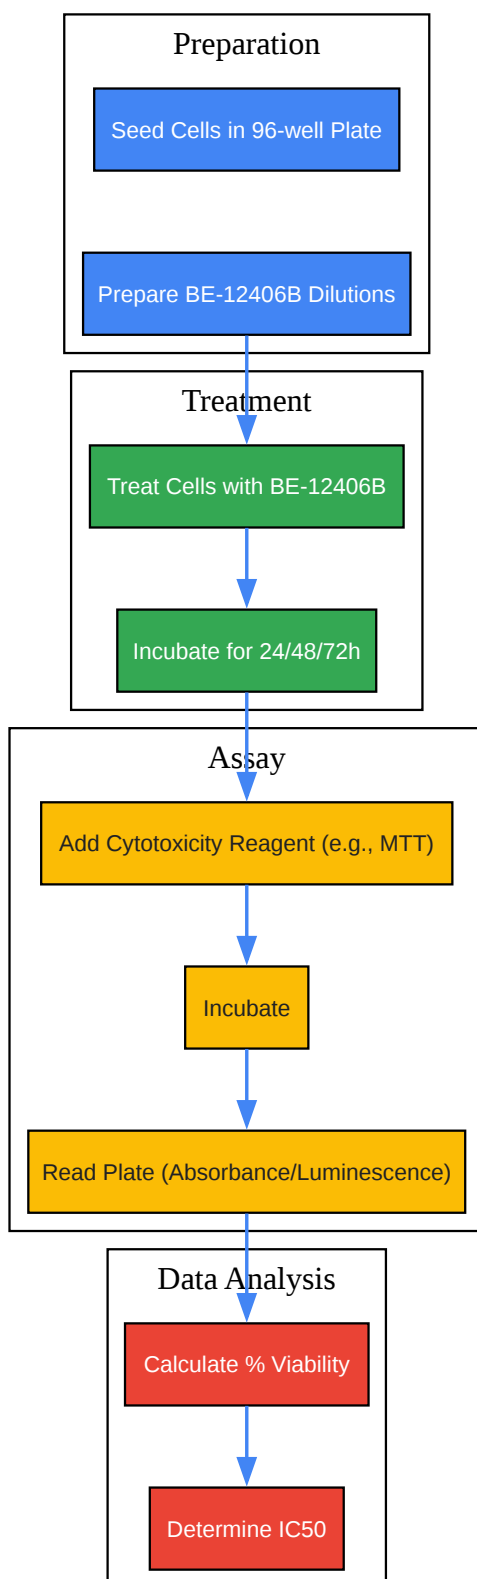 Preparation
Seed Cells in 96-well Plate
Prepare BE-12406B Dilutions
Treatment
Treat Cells with BE-12406B
Incubate for 24/48/72h
Assay
Add Cytotoxicity Reagent (e.g., MTT)
Incubate
Read Plate (Absorbance/Luminescence)
Data Analysis
Calculate % Viability
Determine IC50